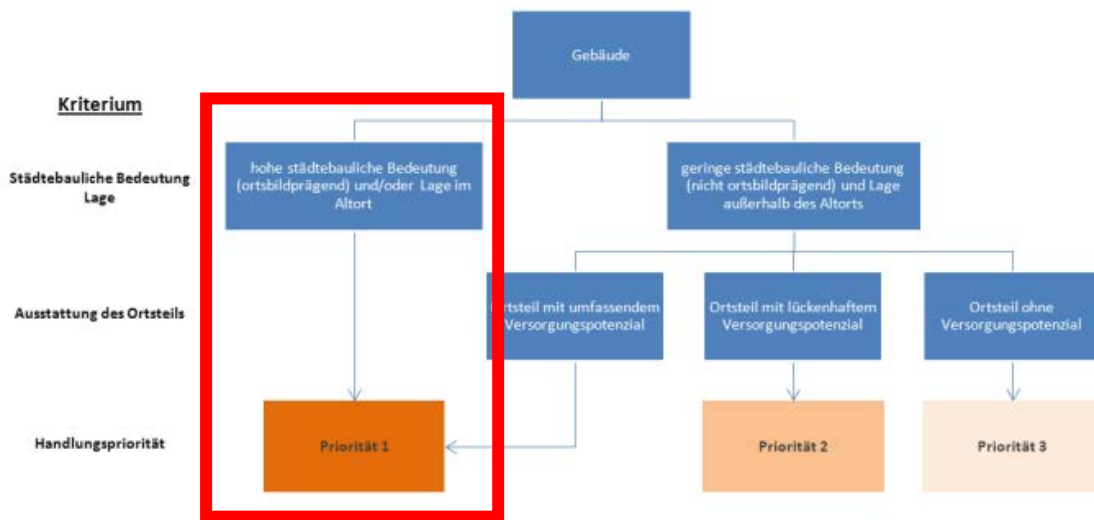 Gebäude
Kriterium
Städtebauliche Bedeutung
Lage
hohe städtebauliche Bedeutung
(ortsbildprägend) und/oder Lage im
Altort
geringe städtebauliche Bedeutung
(nicht ortsbildprägend) und Lage
außerhalb des Altorts
Ausstattung des Ortsteils
rtsteil mit umfassendem
Versorgungspotenzial
Ortsteil mit lückenhaftem
Versorgungspotenzial
Ortsteil ohne
Versorgungspotenzial
Handlungspriorität
Priorität 1
Priorität 2
Priorität 3